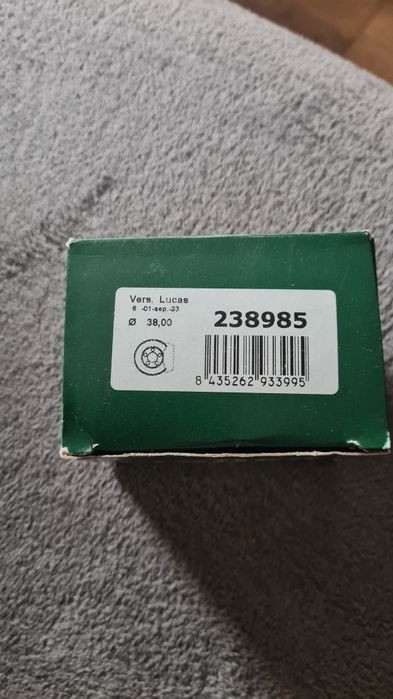 Vers. Lucas
6 -01-sep.-23
Ø 38,00
238985
8 435262 933995